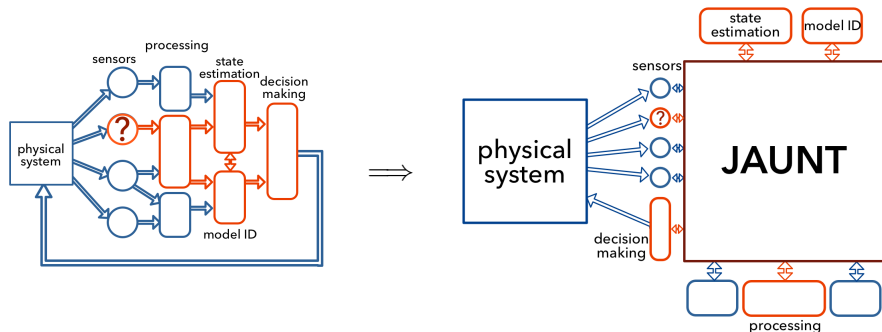 processing
sensors
state
estimation
decision
making
?
physical
system
model ID
state
estimation
model ID
sensors
?
physical
system
JAUNT
decision
making
processing